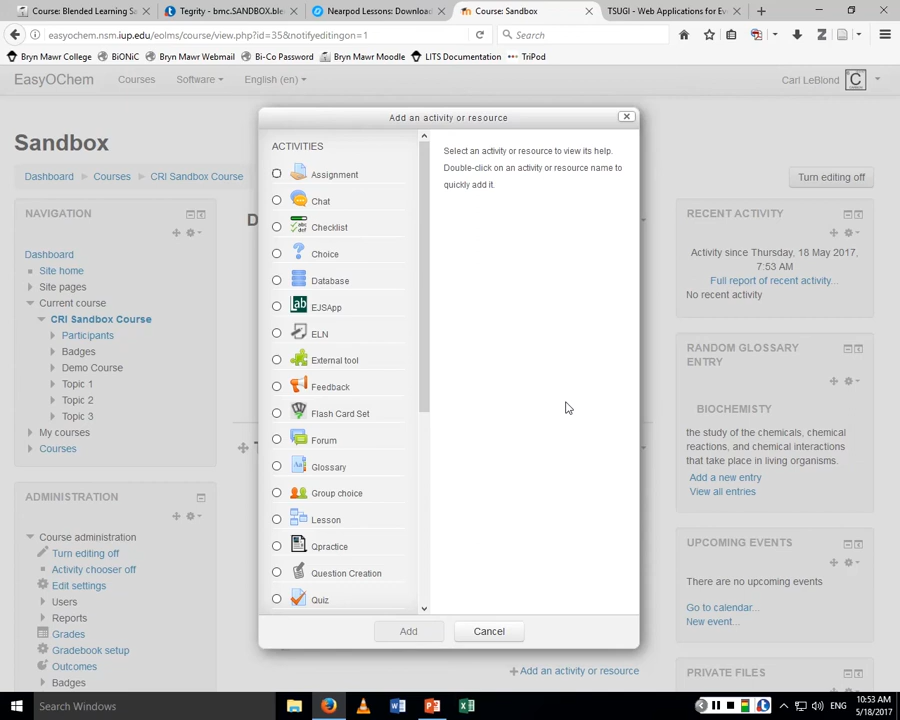 Course: Blended Learning Sa
Tegrity - bmc.SANDBOX.ble
Nearpod Lessons: Download
Course: Sandbox
TSUGI - Web Applications for Ev
easyochem.nsm.iup.edu/eolms/course/view.php?id=35&notifyeditingon=1
Search
Bryn Mawr College
BiONiC
Bryn Mawr Webmail
Bi-Co Password
Bryn Mawr Moodle
LITS Documentation
TriPod
EasyOChem
Courses
Software
English (en)
Carl LeBlond
Sandbox
Dashboard
Courses
CRI Sandbox Course
Turn editing off
NAVIGATION
Dashboard
Site home
Site pages
Current course
CRI Sandbox Course
Participants
Badges
Demo Course
Topic 1
Topic 2
Topic 3
My courses
Courses
ADMINISTRATION
Course administration
Turn editing off
Activity chooser off
Edit settings
Users
Reports
Grades
Gradebook setup
Outcomes
Badges
Add an activity or resource
ACTIVITIES
Assignment
Chat
Checklist
Choice
Database
EJSApp
ELN
External tool
Feedback
Flash Card Set
Forum
Glossary
Group choice
Lesson
Qpractice
Question Creation
Quiz
Select an activity or resource to view its help.
Double-click on an activity or resource name to
quickly add it.
Add
Cancel
Add an activity or resource
RECENT ACTIVITY
Activity since Thursday, 18 May 2017,
7:53 AM
Full report of recent activity...
No recent activity
RANDOM GLOSSARY
ENTRY
BIOCHEMISTY
the study of the chemicals, chemical
reactions, and chemical interactions
that take place in living organisms.
Add a new entry
View all entries
UPCOMING EVENTS
There are no upcoming events
Go to calendar...
New event...
PRIVATE FILES
Search Windows
ENG
10:53 AM
5/18/2017